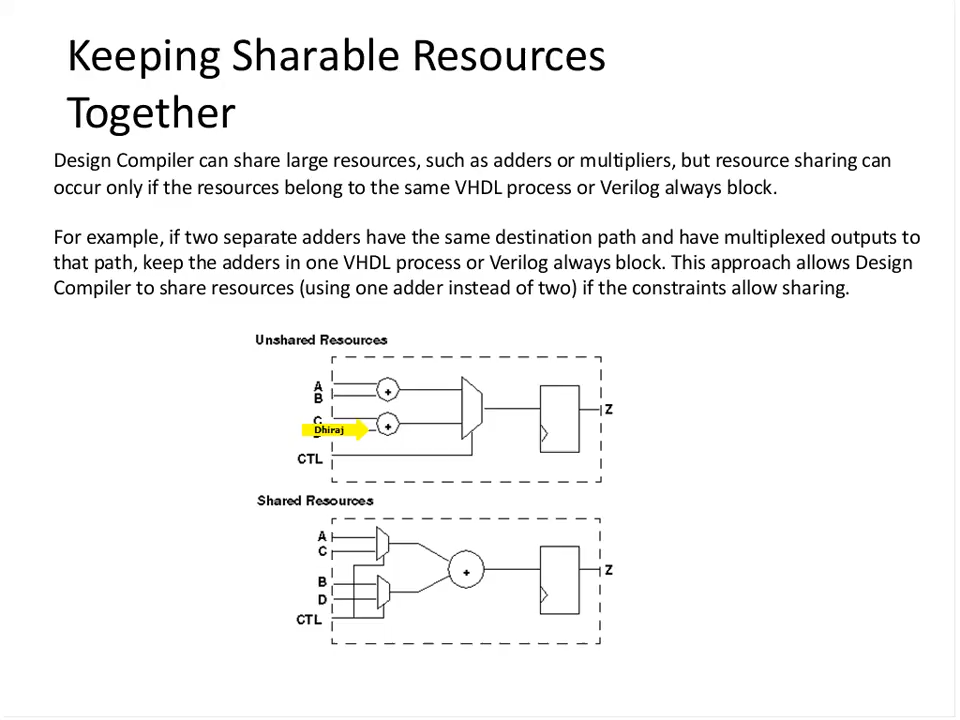 Keeping Sharable Resources
Together
Design Compiler can share large resources, such as adders or multipliers, but resource sharing can
occur only if the resources belong to the same VHDL process or Verilog always block.
For example, if two separate adders have the same destination path and have multiplexed outputs to
that path, keep the adders in one VHDL process or Verilog always block. This approach allows Design
Compiler to share resources (using one adder instead of two) if the constraints allow sharing.
Unshared Resources
A
B
+
Z
C
Dhiraj
+
CTL
Shared Resources
A
C
+
Z
B
D
CTL